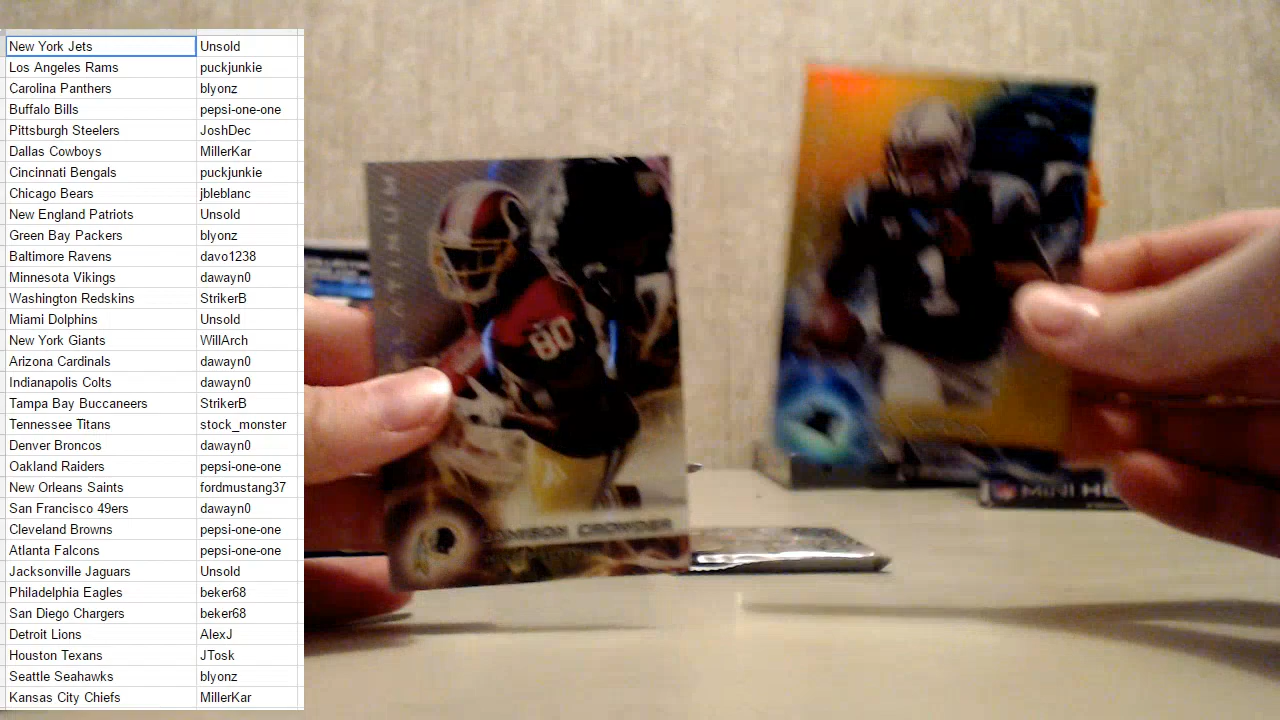 New York Jets Unsold
Los Angeles Rams puckjunkie
Carolina Panthers blyonz
Buffalo Bills pepsi-one-one
Pittsburgh Steelers JoshDec
Dallas Cowboys MillerKar
Cincinnati Bengals puckjunkie
Chicago Bears jbleblanc
New England Patriots Unsold
Green Bay Packers blyonz
Baltimore Ravens davo1238
Minnesota Vikings dawayn0
Washington Redskins StrikerB
Miami Dolphins Unsold
New York Giants WillArch
Arizona Cardinals dawayn0
Indianapolis Colts dawayn0
Tampa Bay Buccaneers StrikerB
Tennessee Titans stock_monster
Denver Broncos dawayn0
Oakland Raiders pepsi-one-one
New Orleans Saints fordmustang37
San Francisco 49ers dawayn0
Cleveland Browns pepsi-one-one
Atlanta Falcons pepsi-one-one
Jacksonville Jaguars Unsold
Philadelphia Eagles beker68
San Diego Chargers beker68
Detroit Lions AlexJ
Houston Texans JTosk
Seattle Seahawks blyonz
Kansas City Chiefs MillerKar
PLATINUM
80
JAMISON CROWDER
1
NFL MINI